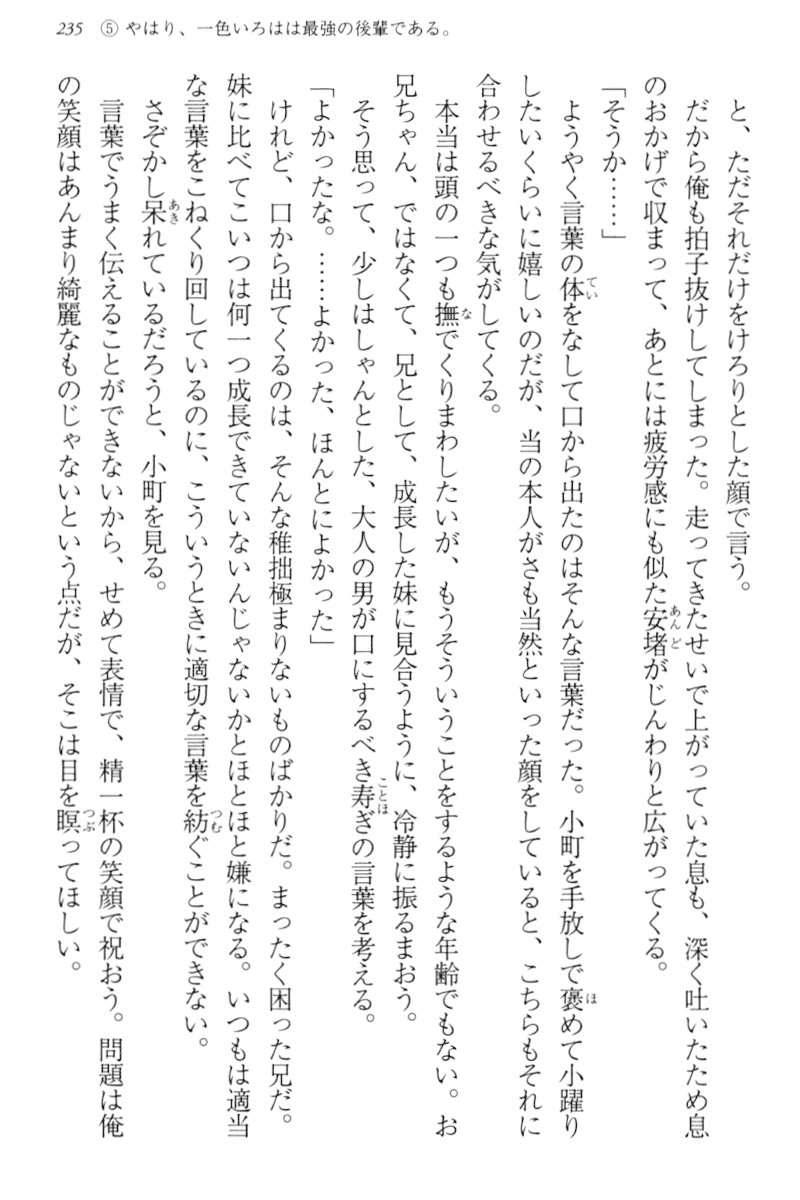 235 ⑤ やはり、一色いろはは最強の後輩である。
と、ただそれだけをけろりとした顔で言う。
だから俺も拍子抜けしてしまった。走ってきたせいで上がっていた息も、深く吐いたため息
のおかげで収まって、あとには疲労感にも似た安堵がじんわりと広がってくる。
「そうか……」
ようやく言葉の体をなして口から出たのはそんな言葉だった。小町を手放しで褒めて小躍り
したいくらいに嬉しいのだが、当の本人がさも当然といった顔をしていると、こちらもそれに
合わせるべきな気がしてくる。
本当は頭の一つも撫でくりまわしたいが、もうそういうことをするような年齢でもない。お
兄ちゃん、ではなくて、兄として、成長した妹に見合うように、冷静に振るまおう。
そう思って、少しはしゃんとした、大人の男が口にするべき寿ぎの言葉を考える。
「よかったな。……よかった、ほんとによかった」
けれど、口から出てくるのは、そんな稚拙極まりないものばかりだ。まったく困った兄だ。
妹に比べてこいつは何一つ成長できていないんじゃないかとほとほと嫌になる。いつもは適当
な言葉をこねくり回しているのに、こういうときに適切な言葉を紡ぐことができない。
さぞかし呆れているだろうと、小町を見る。
言葉でうまく伝えることができないから、せめて表情で、精一杯の笑顔で祝おう。問題は俺
の笑顔はあんまり綺麗なものじゃないという点だが、そこは目を瞑ってほしい。